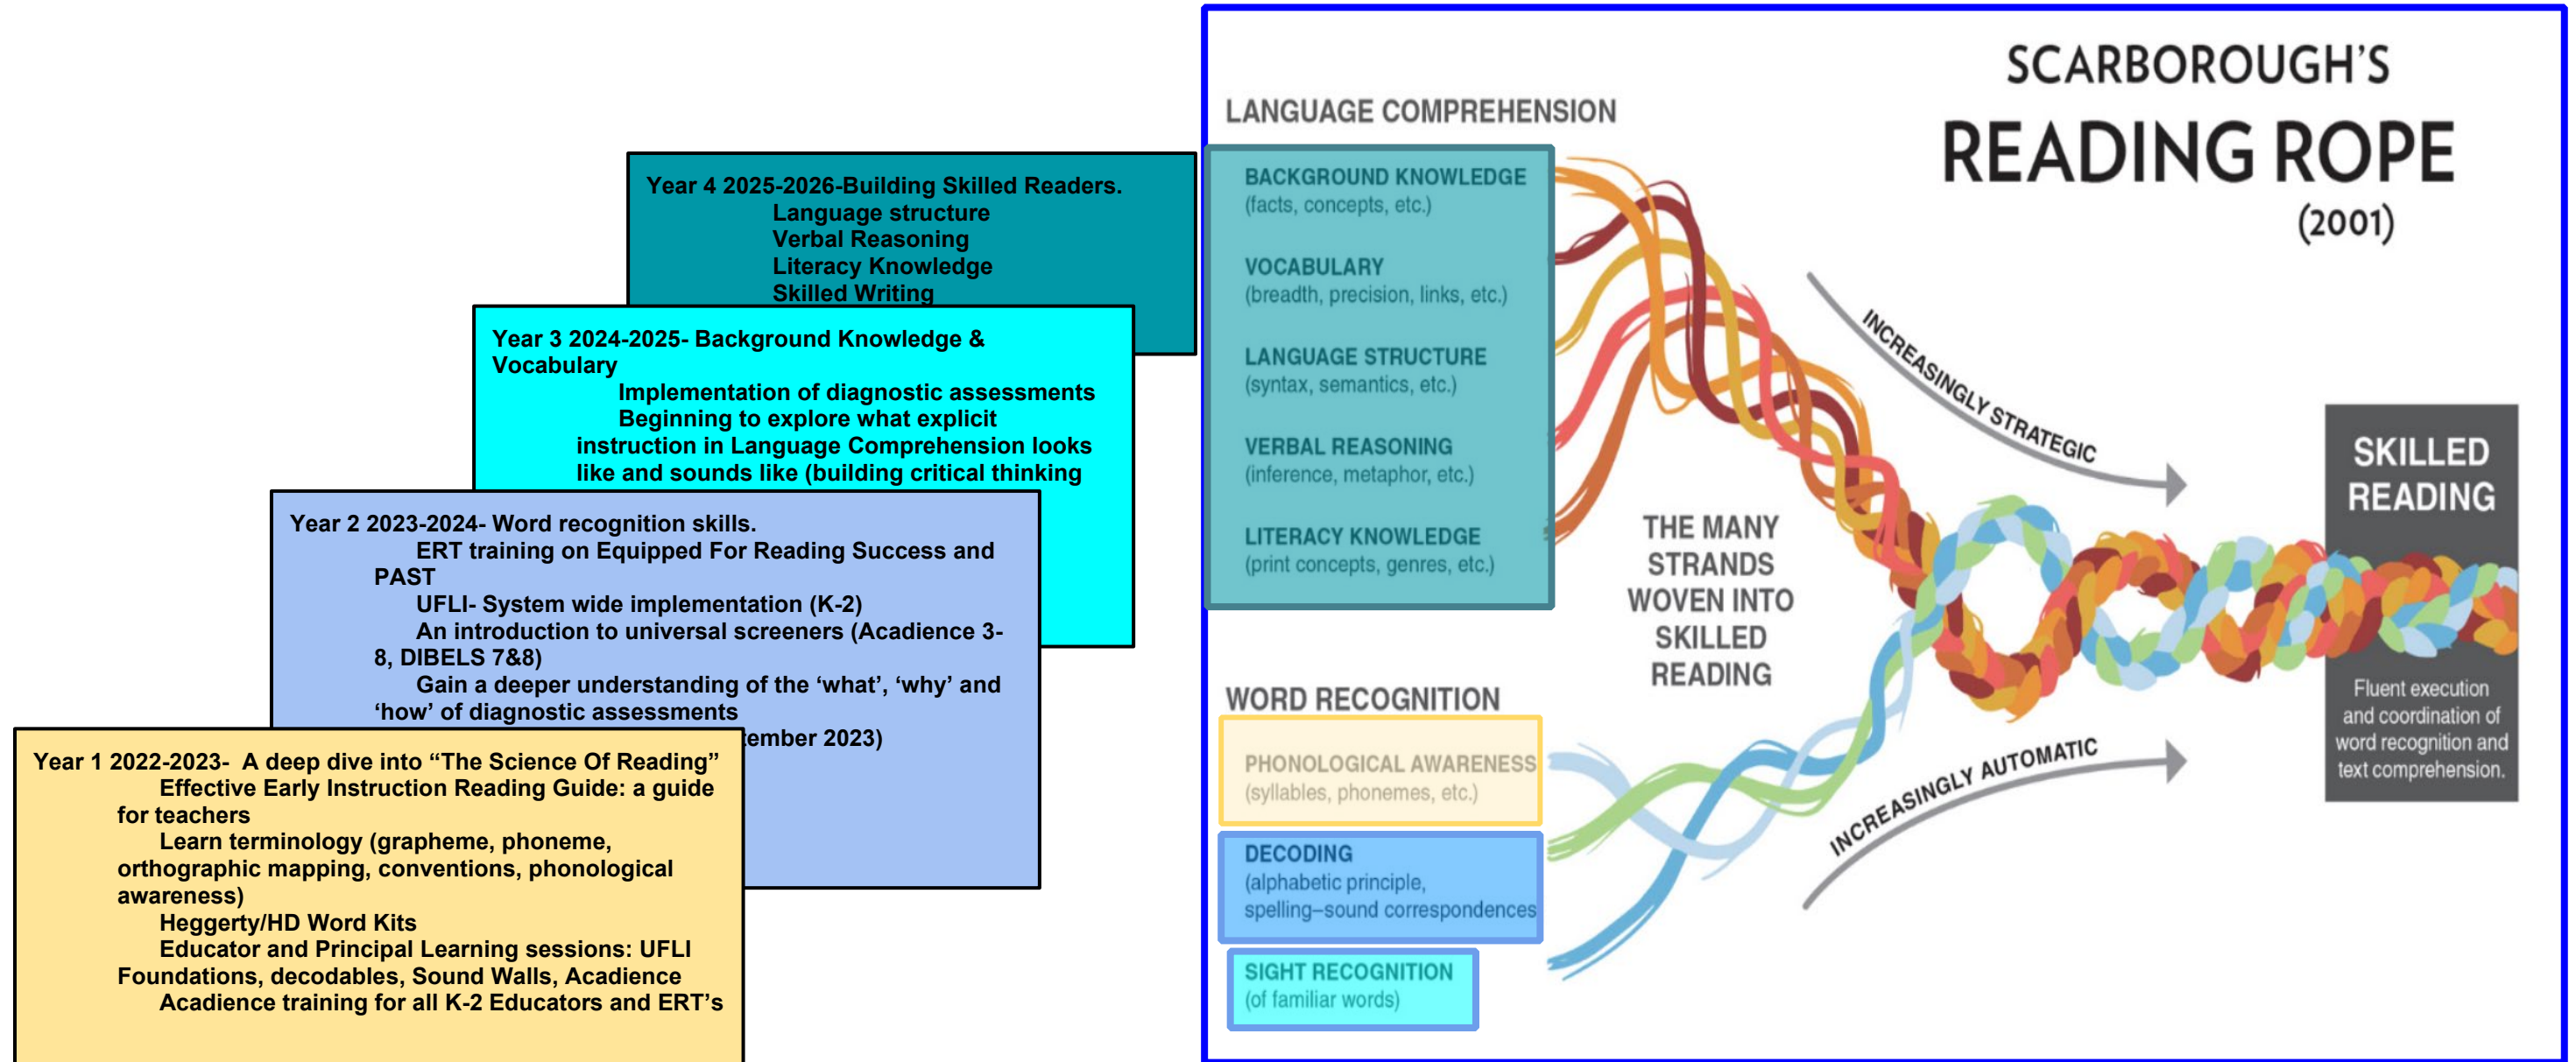 Year 4 2025-2026-Building Skilled Readers.
Language structure
Verbal Reasoning
Literacy Knowledge
Skilled Writing
Year 3 2024-2025- Background Knowledge &
Vocabulary
Implementation of diagnostic assessments
Beginning to explore what explicit
instruction in Language Comprehension looks
like and sounds like (building critical thinking
Year 2 2023-2024- Word recognition skills.
ERT training on Equipped For Reading Success and
PAST
UFLI- System wide implementation (K-2)
An introduction to universal screeners (Acadience 3-
8, DIBELS 7&8)
Gain a deeper understanding of the ‘what’, ‘why’ and
‘how’ of diagnostic assessments
2023)
Year 1 2022-2023- A deep dive into “The Science Of Reading”
Effective Early Instruction Reading Guide: a guide
for teachers
Learn terminology (grapheme, phoneme,
orthographic mapping, conventions, phonological
awareness)
Heggerty/HD Word Kits
Educator and Principal Learning sessions: UFLI
Foundations, decodables, Sound Walls, Acadience
Acadience training for all K-2 Educators and ERT’s
SCARBOROUGH’S
READING ROPE
(2001)
LANGUAGE COMPREHENSION
BACKGROUND KNOWLEDGE
(facts, concepts, etc.)
VOCABULARY
(breadth, precision, links, etc.)
LANGUAGE STRUCTURE
(syntax, semantics, etc.)
VERBAL REASONING
(inference, metaphor, etc.)
LITERACY KNOWLEDGE
(print concepts, genres, etc.)
WORD RECOGNITION
PHONOLOGICAL AWARENESS
(syllables, phonemes, etc.)
DECODING
(alphabetic principle,
spelling–sound correspondences
SIGHT RECOGNITION
(of familiar words)
THE MANY
STRANDS
WOVEN INTO
SKILLED
READING
INCREASINGLY STRATEGIC
INCREASINGLY AUTOMATIC
SKILLED
READING
Fluent execution
and coordination of
word recognition and
text comprehension.